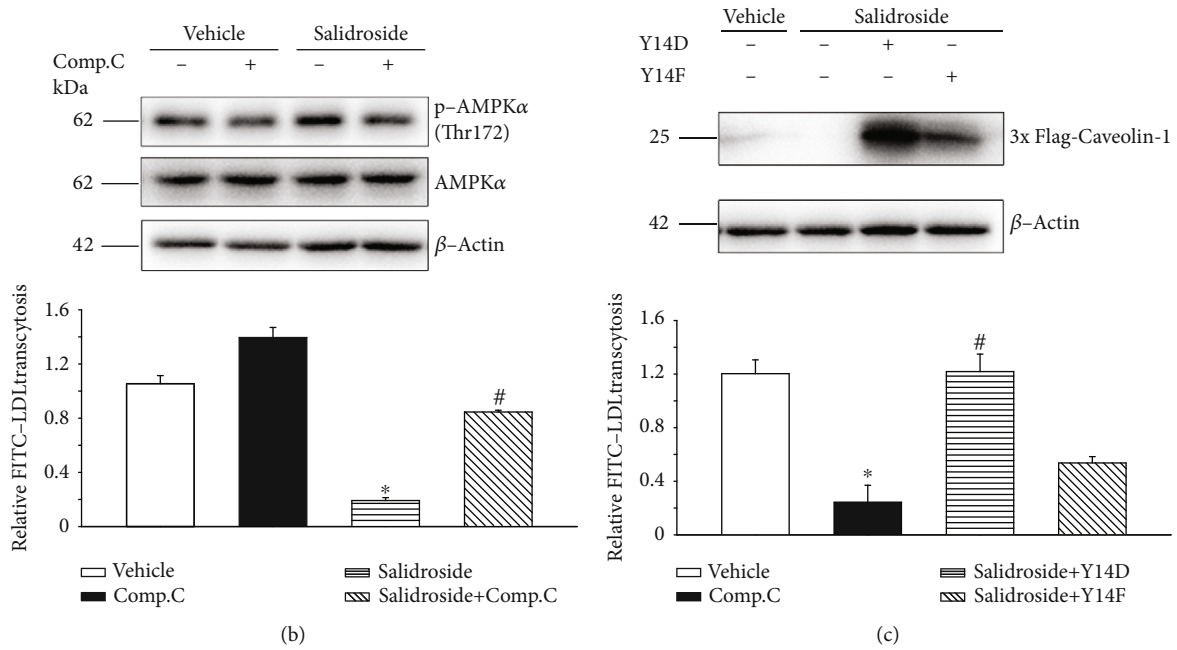 Vehicle Salidroside
Comp.C – + – +
kDa
62 p–AMPKα
(Thr172)
62 AMPKα
42 β–Actin
Relative FITC–LDLtranscytosis
1.6
1.2
0.8
0.4
0
*
#
Vehicle Salidroside
Comp.C Salidroside+Comp.C
(b)
Vehicle Salidroside
Y14D – – + –
Y14F – – – +
25 3x Flag-Caveolin-1
42 β–Actin
Relative FITC–LDLtranscytosis
1.6
1.2
0.8
0.4
0
*
#
Vehicle Salidroside+Y14D
Comp.C Salidroside+Y14F
(c)